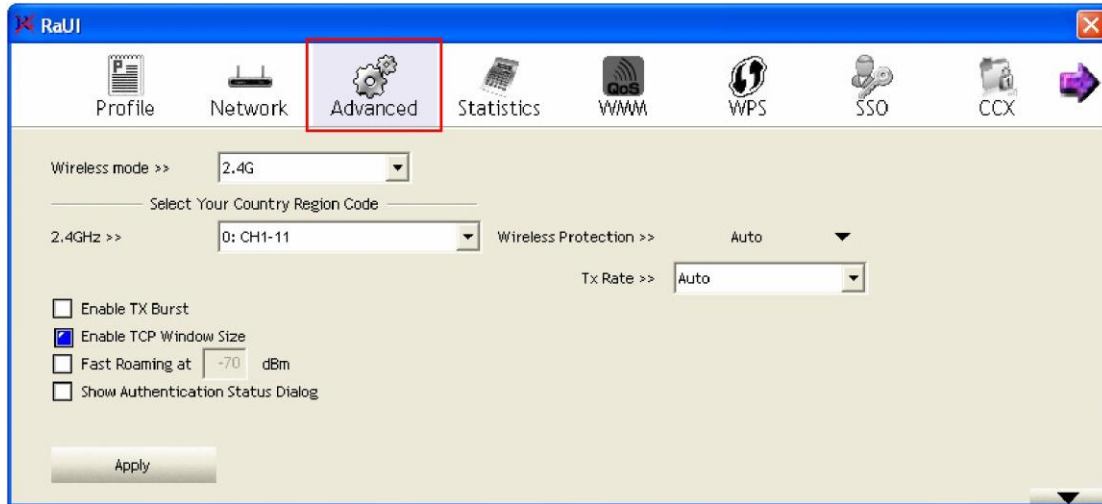 RaUI
Profile Network Advanced Statistics QoS WMM WPS SSO CCX
Wireless mode >> 2.4G
Select Your Country Region Code
2.4GHz >> 0: CH1-11 Wireless Protection >> Auto
Tx Rate >> Auto
Enable TX Burst
Enable TCP Window Size
Fast Roaming at -70 dBm
Show Authentication Status Dialog
Apply